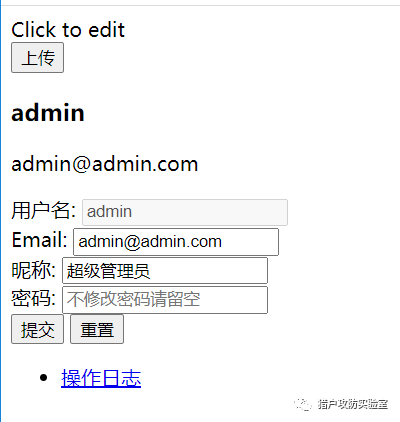 Click to edit
上传
admin
admin@admin.com
用户名: admin
Email: admin@admin.com
昵称: 超级管理员
密码: 不修改密码请留空
提交 重置
操作日志
猎户攻防实验室